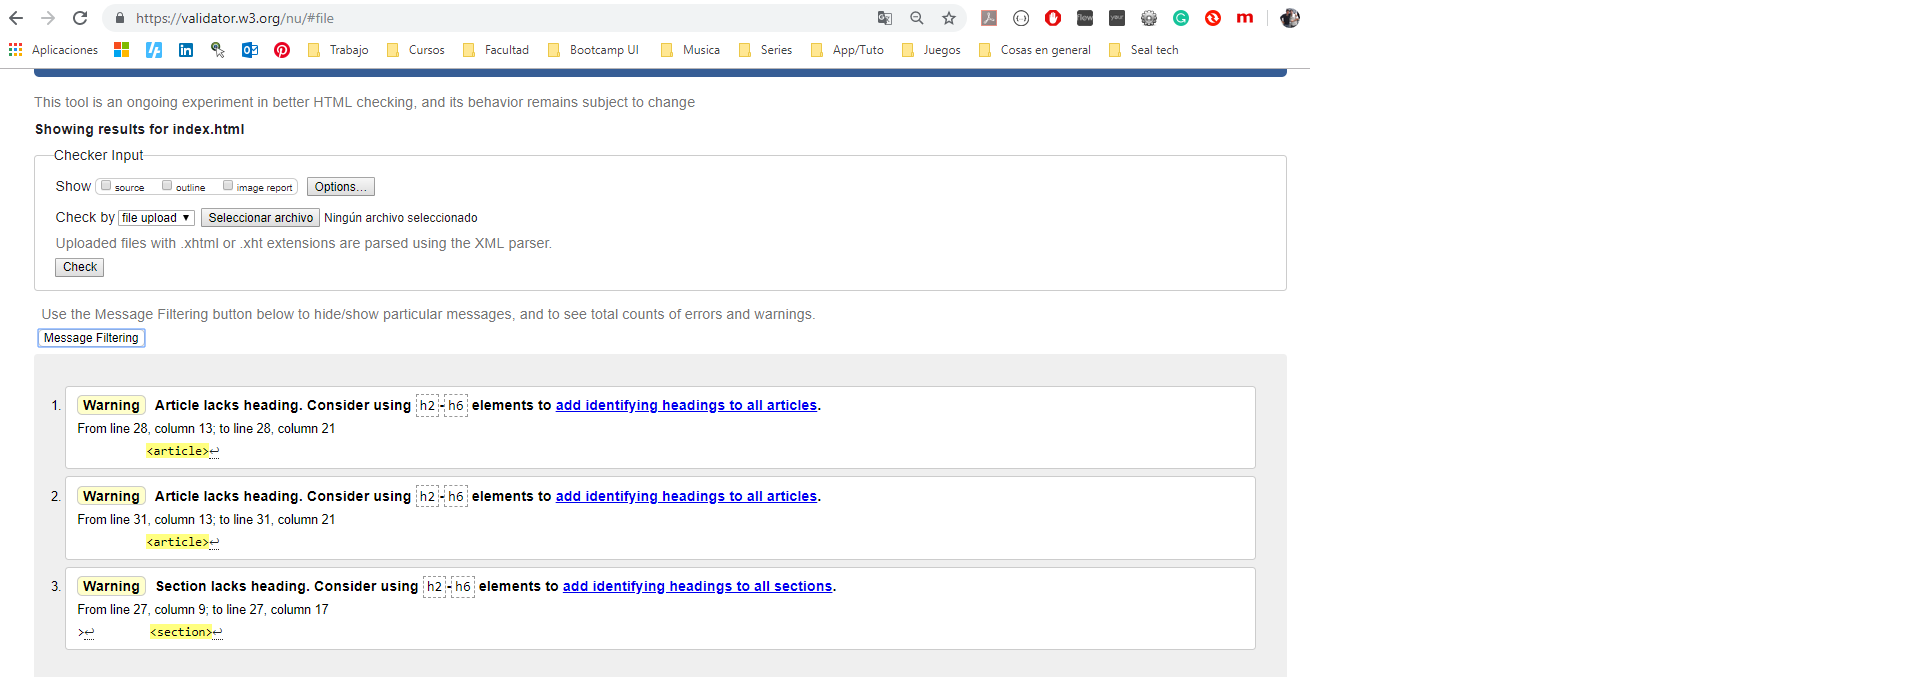 https://validator.w3.org/nu/#file
Aplicaciones Trabajo Cursos Facultad Bootcamp UI Musica Series App/Tuto Juegos Cosas en general Seal tech
This tool is an ongoing experiment in better HTML checking, and its behavior remains subject to change
Showing results for index.html
Checker Input
Show source outline image report Options...
Check by file upload Seleccionar archivo Ningún archivo seleccionado
Uploaded files with .xhtml or .xht extensions are parsed using the XML parser.
Check
Use the Message Filtering button below to hide/show particular messages, and to see total counts of errors and warnings.
Message Filtering
1. Warning Article lacks heading. Consider using h2-h6 elements to add identifying headings to all articles.
From line 28, column 13; to line 28, column 21
<article>↩
2. Warning Article lacks heading. Consider using h2-h6 elements to add identifying headings to all articles.
From line 31, column 13; to line 31, column 21
<article>↩
3. Warning Section lacks heading. Consider using h2-h6 elements to add identifying headings to all sections.
From line 27, column 9; to line 27, column 17
>↩ <section>↩